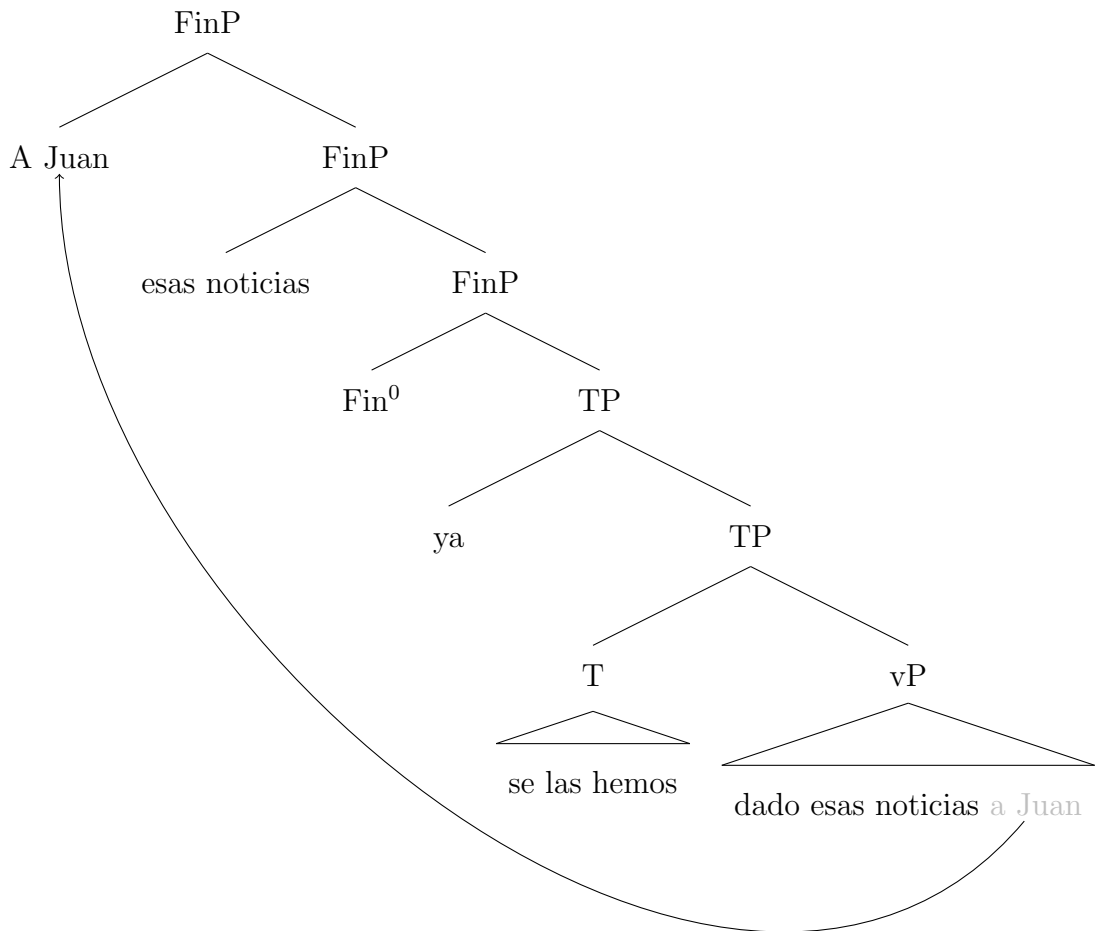 FinP
A Juan FinP
esas noticias FinP
Fin⁰ TP
ya TP
T vP
se las hemos
dado esas noticias a Juan